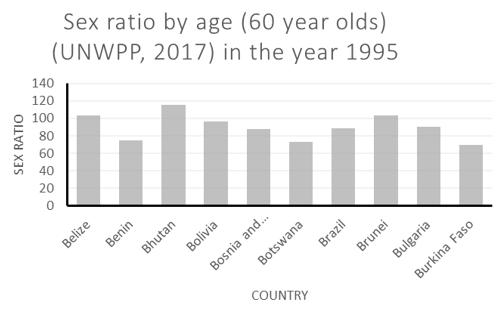 Sex ratio by age (60 year olds)
(UNWPP, 2017) in the year 1995
SEX RATIO
140
120
100
80
60
40
20
0
Belize
Benin
Bhutan
Bolivia
Bosnia and...
Botswana
Brazil
Brunei
Bulgaria
Burkina Faso
COUNTRY